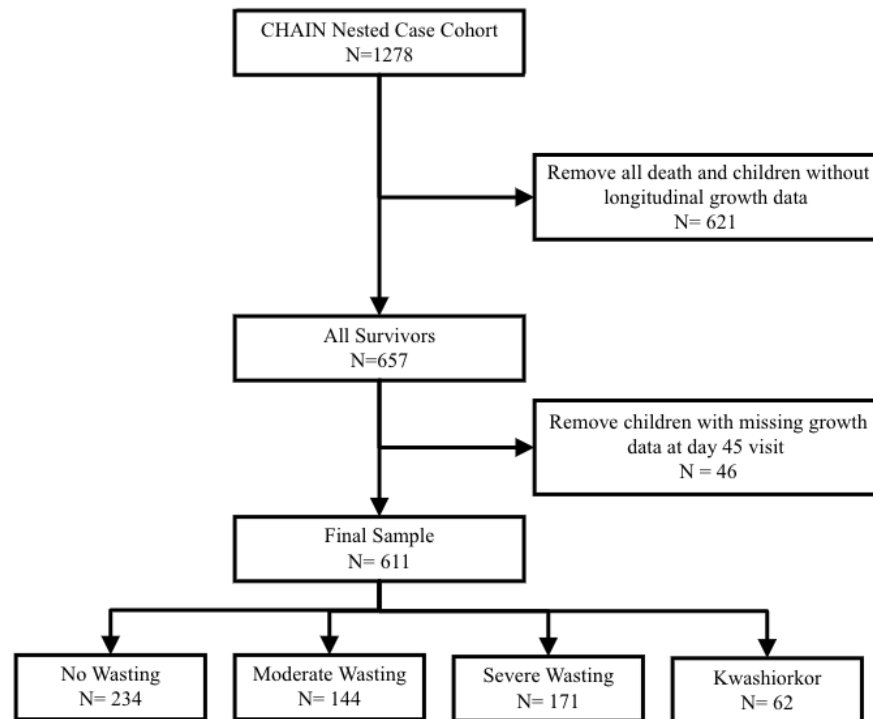 CHAIN Nested Case Cohort
N=1278
Remove all death and children without
longitudinal growth data
N= 621
All Survivors
N=657
Remove children with missing growth
data at day 45 visit
N = 46
Final Sample
N= 611
No Wasting
N= 234
Moderate Wasting
N= 144
Severe Wasting
N= 171
Kwashiorkor
N= 62